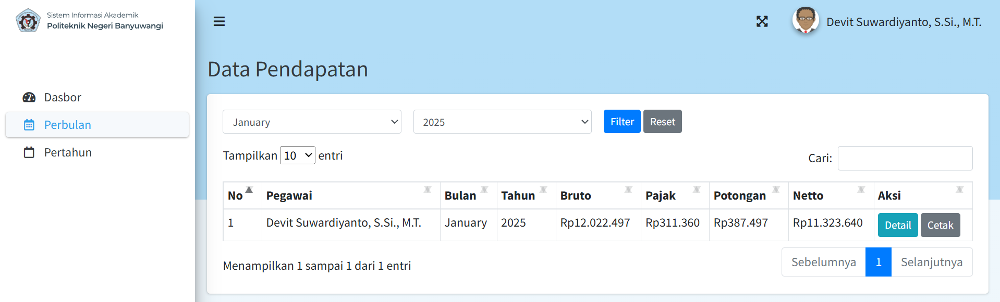 Sistem Informasi Akademik
Politeknik Negeri Banyuwangi
Devit Suwardiyanto, S.Si., M.T.
Dasbor
Perbulan
Pertahun
Data Pendapatan
January 2025 Filter Reset
Tampilkan 10 entri Cari:
No Pegawai Bulan Tahun Bruto Pajak Potongan Netto Aksi
1 Devit Suwardiyanto, S.Si., M.T. January 2025 Rp12.022.497 Rp311.360 Rp387.497 Rp11.323.640 Detail Cetak
Menampilkan 1 sampai 1 dari 1 entri Sebelumnya 1 Selanjutnya